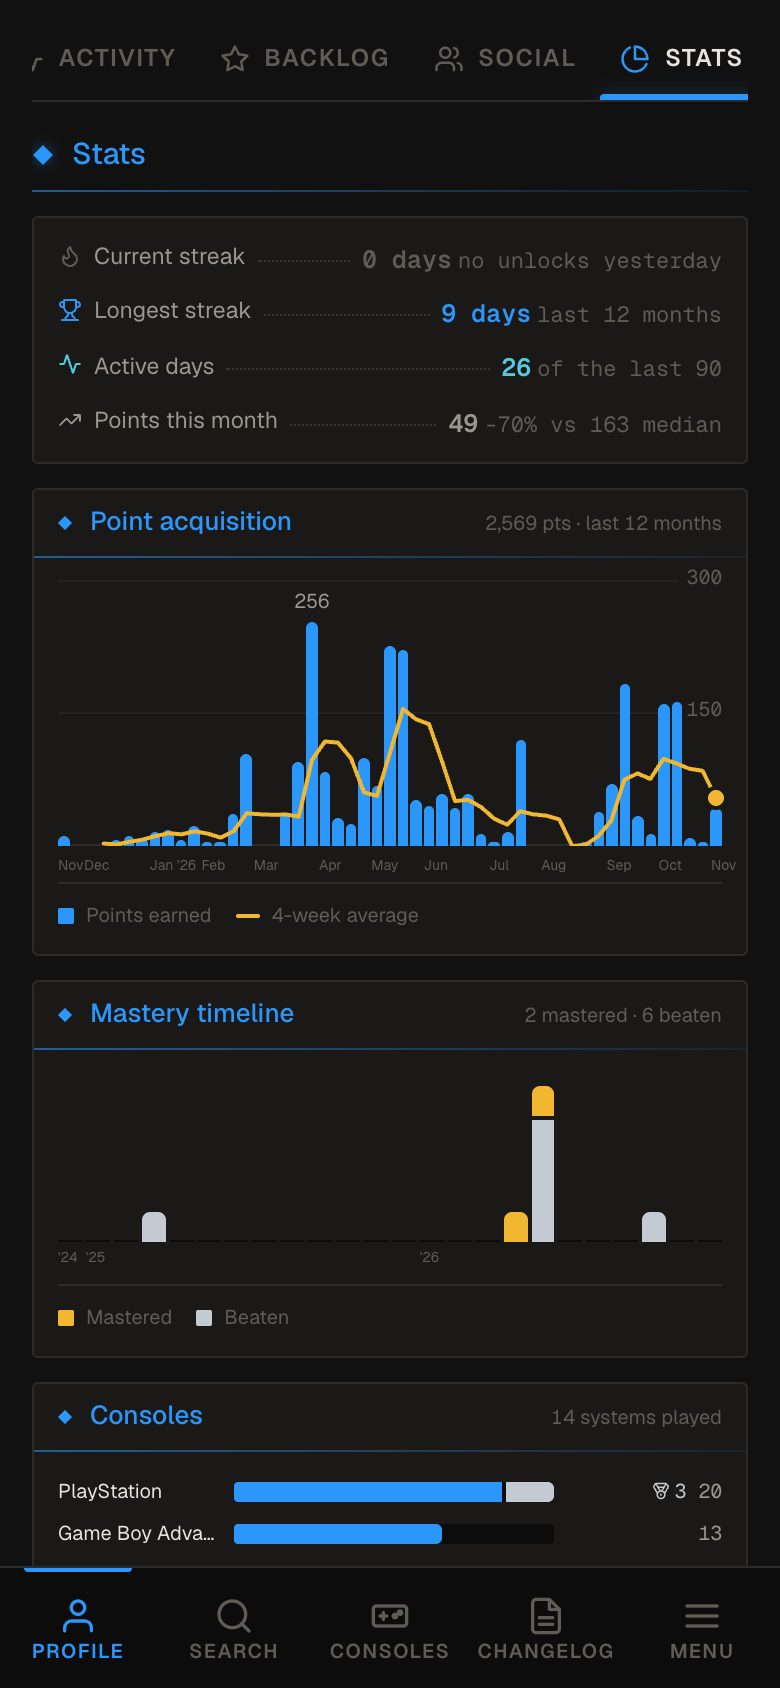 ACTIVITY BACKLOG SOCIAL STATS
Stats
Current streak 0 days no unlocks yesterday
Longest streak 9 days last 12 months
Active days 26 of the last 90
Points this month 49 -70% vs 163 median
Point acquisition 2,569 pts · last 12 months
300
256
150
Nov Dec Jan '26 Feb Mar Apr May Jun Jul Aug Sep Oct Nov
Points earned 4-week average
Mastery timeline 2 mastered · 6 beaten
'24 '25 '26
Mastered Beaten
Consoles 14 systems played
PlayStation 3 20
Game Boy Adva... 13
PROFILE SEARCH CONSOLES CHANGELOG MENU